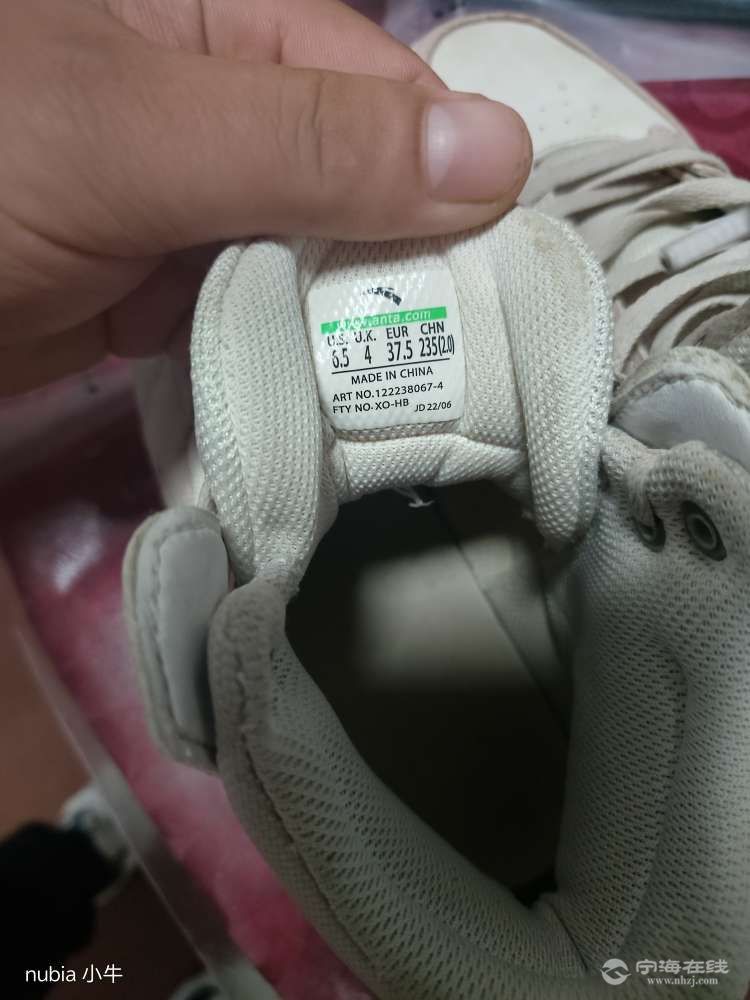 www.anta.com
U.S. U.K. EUR CHN
6.5 4 37.5 235(2.0)
MADE IN CHINA
ART NO.122238067-4
FTY NO.XO-HB JD 22/06
nubia 小牛
宁海在线
www.nhzj.com